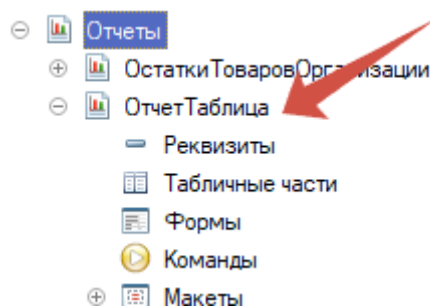 Отчеты
ОстаткиТоваровОрганизации
ОтчетТаблица
Реквизиты
Табличные части
Формы
Команды
Макеты